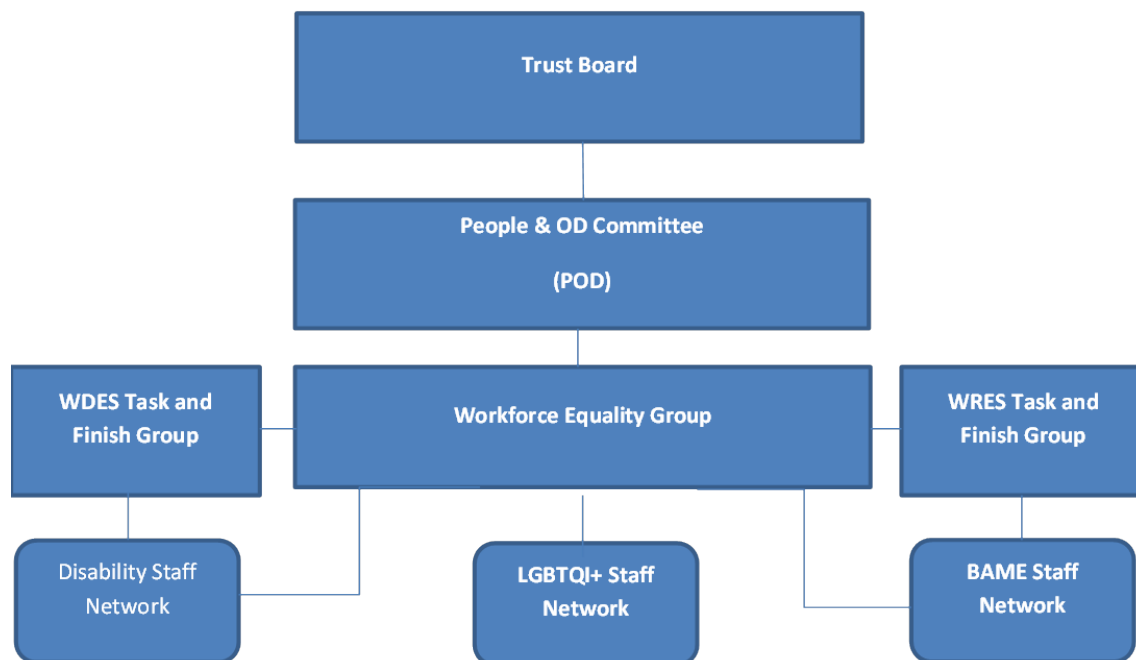 Trust Board
People & OD Committee
(POD)
WDES Task and
Finish Group
Workforce Equality Group
WRES Task and
Finish Group
Disability Staff
Network
LGBTQI+ Staff
Network
BAME Staff
Network